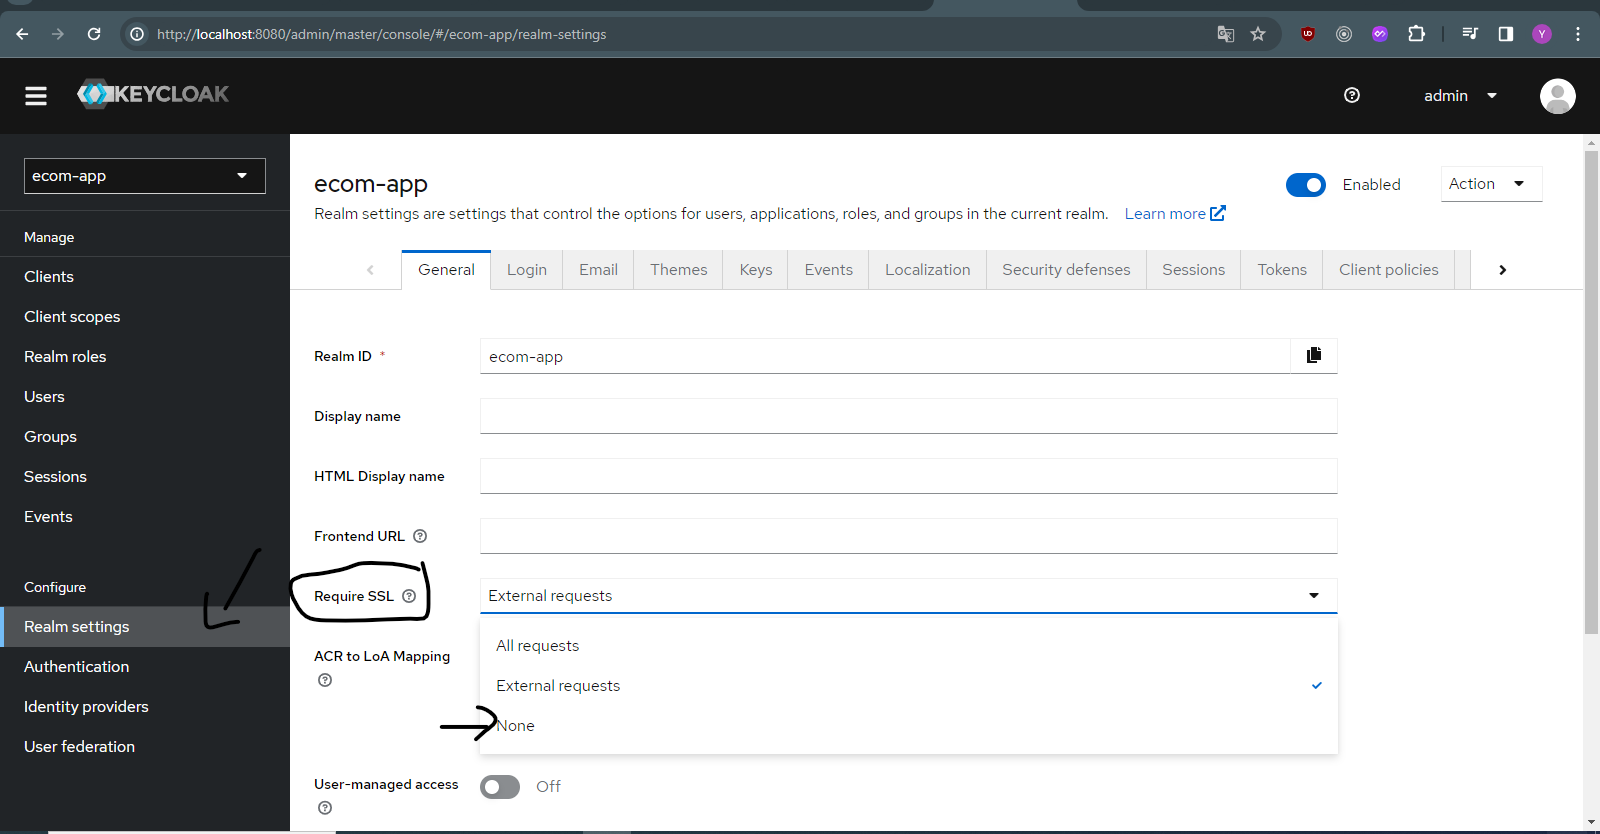 http://localhost:8080/admin/master/console/#/ecom-app/realm-settings
Y
KEYCLOAK
admin
ecom-app
Manage
Clients
Client scopes
Realm roles
Users
Groups
Sessions
Events
Configure
Realm settings
Authentication
Identity providers
User federation
ecom-app
Enabled
Action
Realm settings are settings that control the options for users, applications, roles, and groups in the current realm. Learn more
General Login Email Themes Keys Events Localization Security defenses Sessions Tokens Client policies
Realm ID *
ecom-app
Display name
HTML Display name
Frontend URL
Require SSL
External requests
All requests
External requests
None
ACR to LoA Mapping
User-managed access
Off